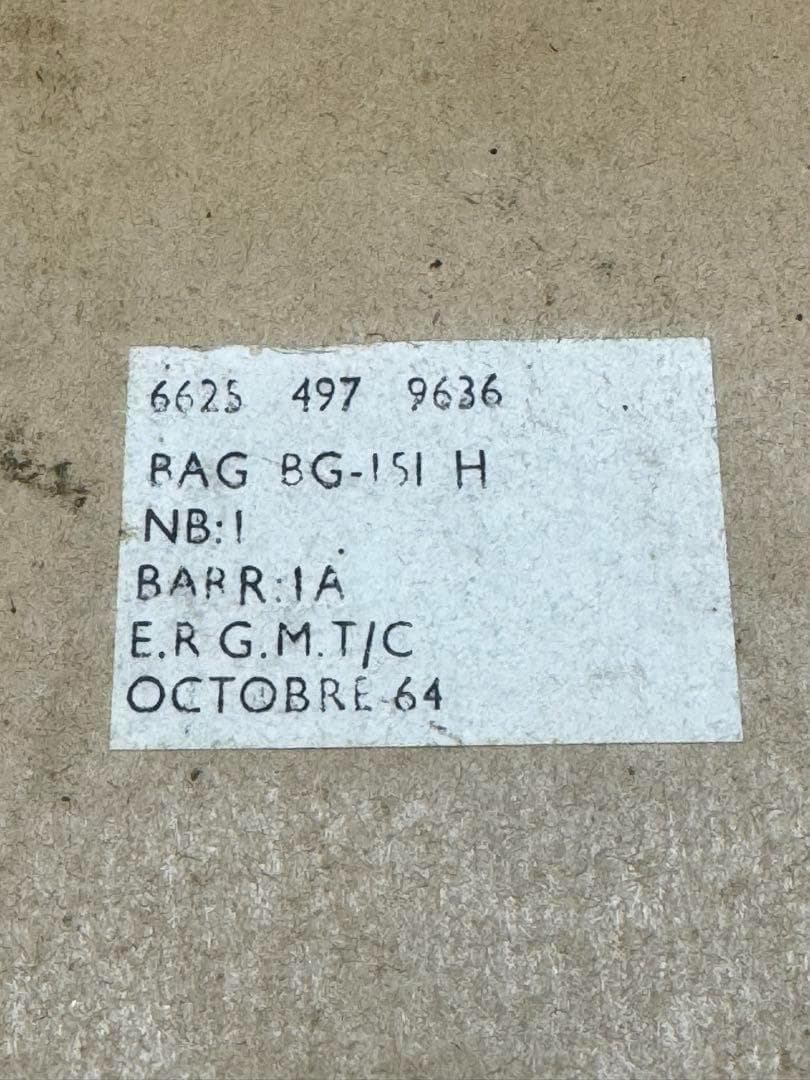 6625 497 9636
BAG BG-151 H
NB:1
BARR:1A
E.R G.M.T/C
OCTOBRE 64